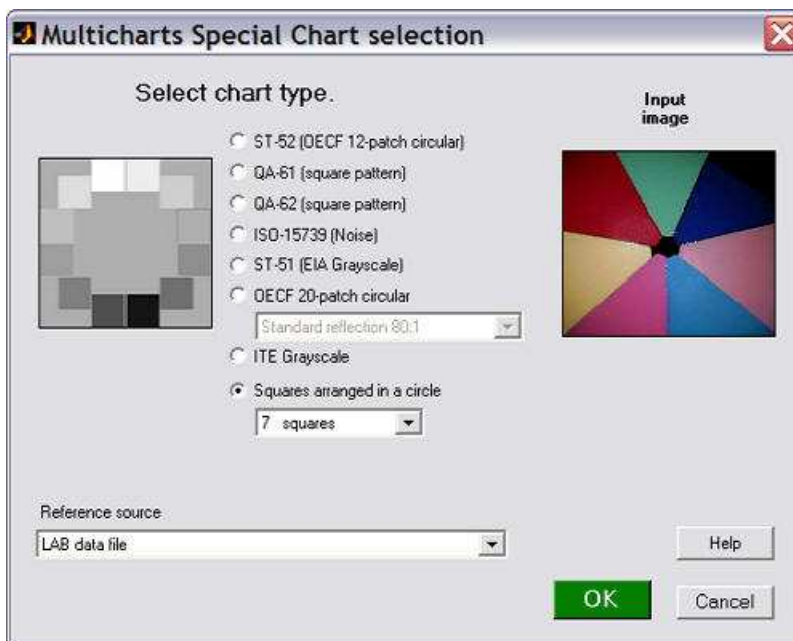 Multicharts Special Chart selection
Select chart type.
Input
image
ST-52 (OECF 12-patch circular)
QA-61 (square pattern)
QA-62 (square pattern)
ISO-15739 (Noise)
ST-51 (EIA Grayscale)
OECF 20-patch circular
Standard reflection 80:1
ITE Grayscale
Squares arranged in a circle
7 squares
Reference source
LAB data file
Help
OK
Cancel